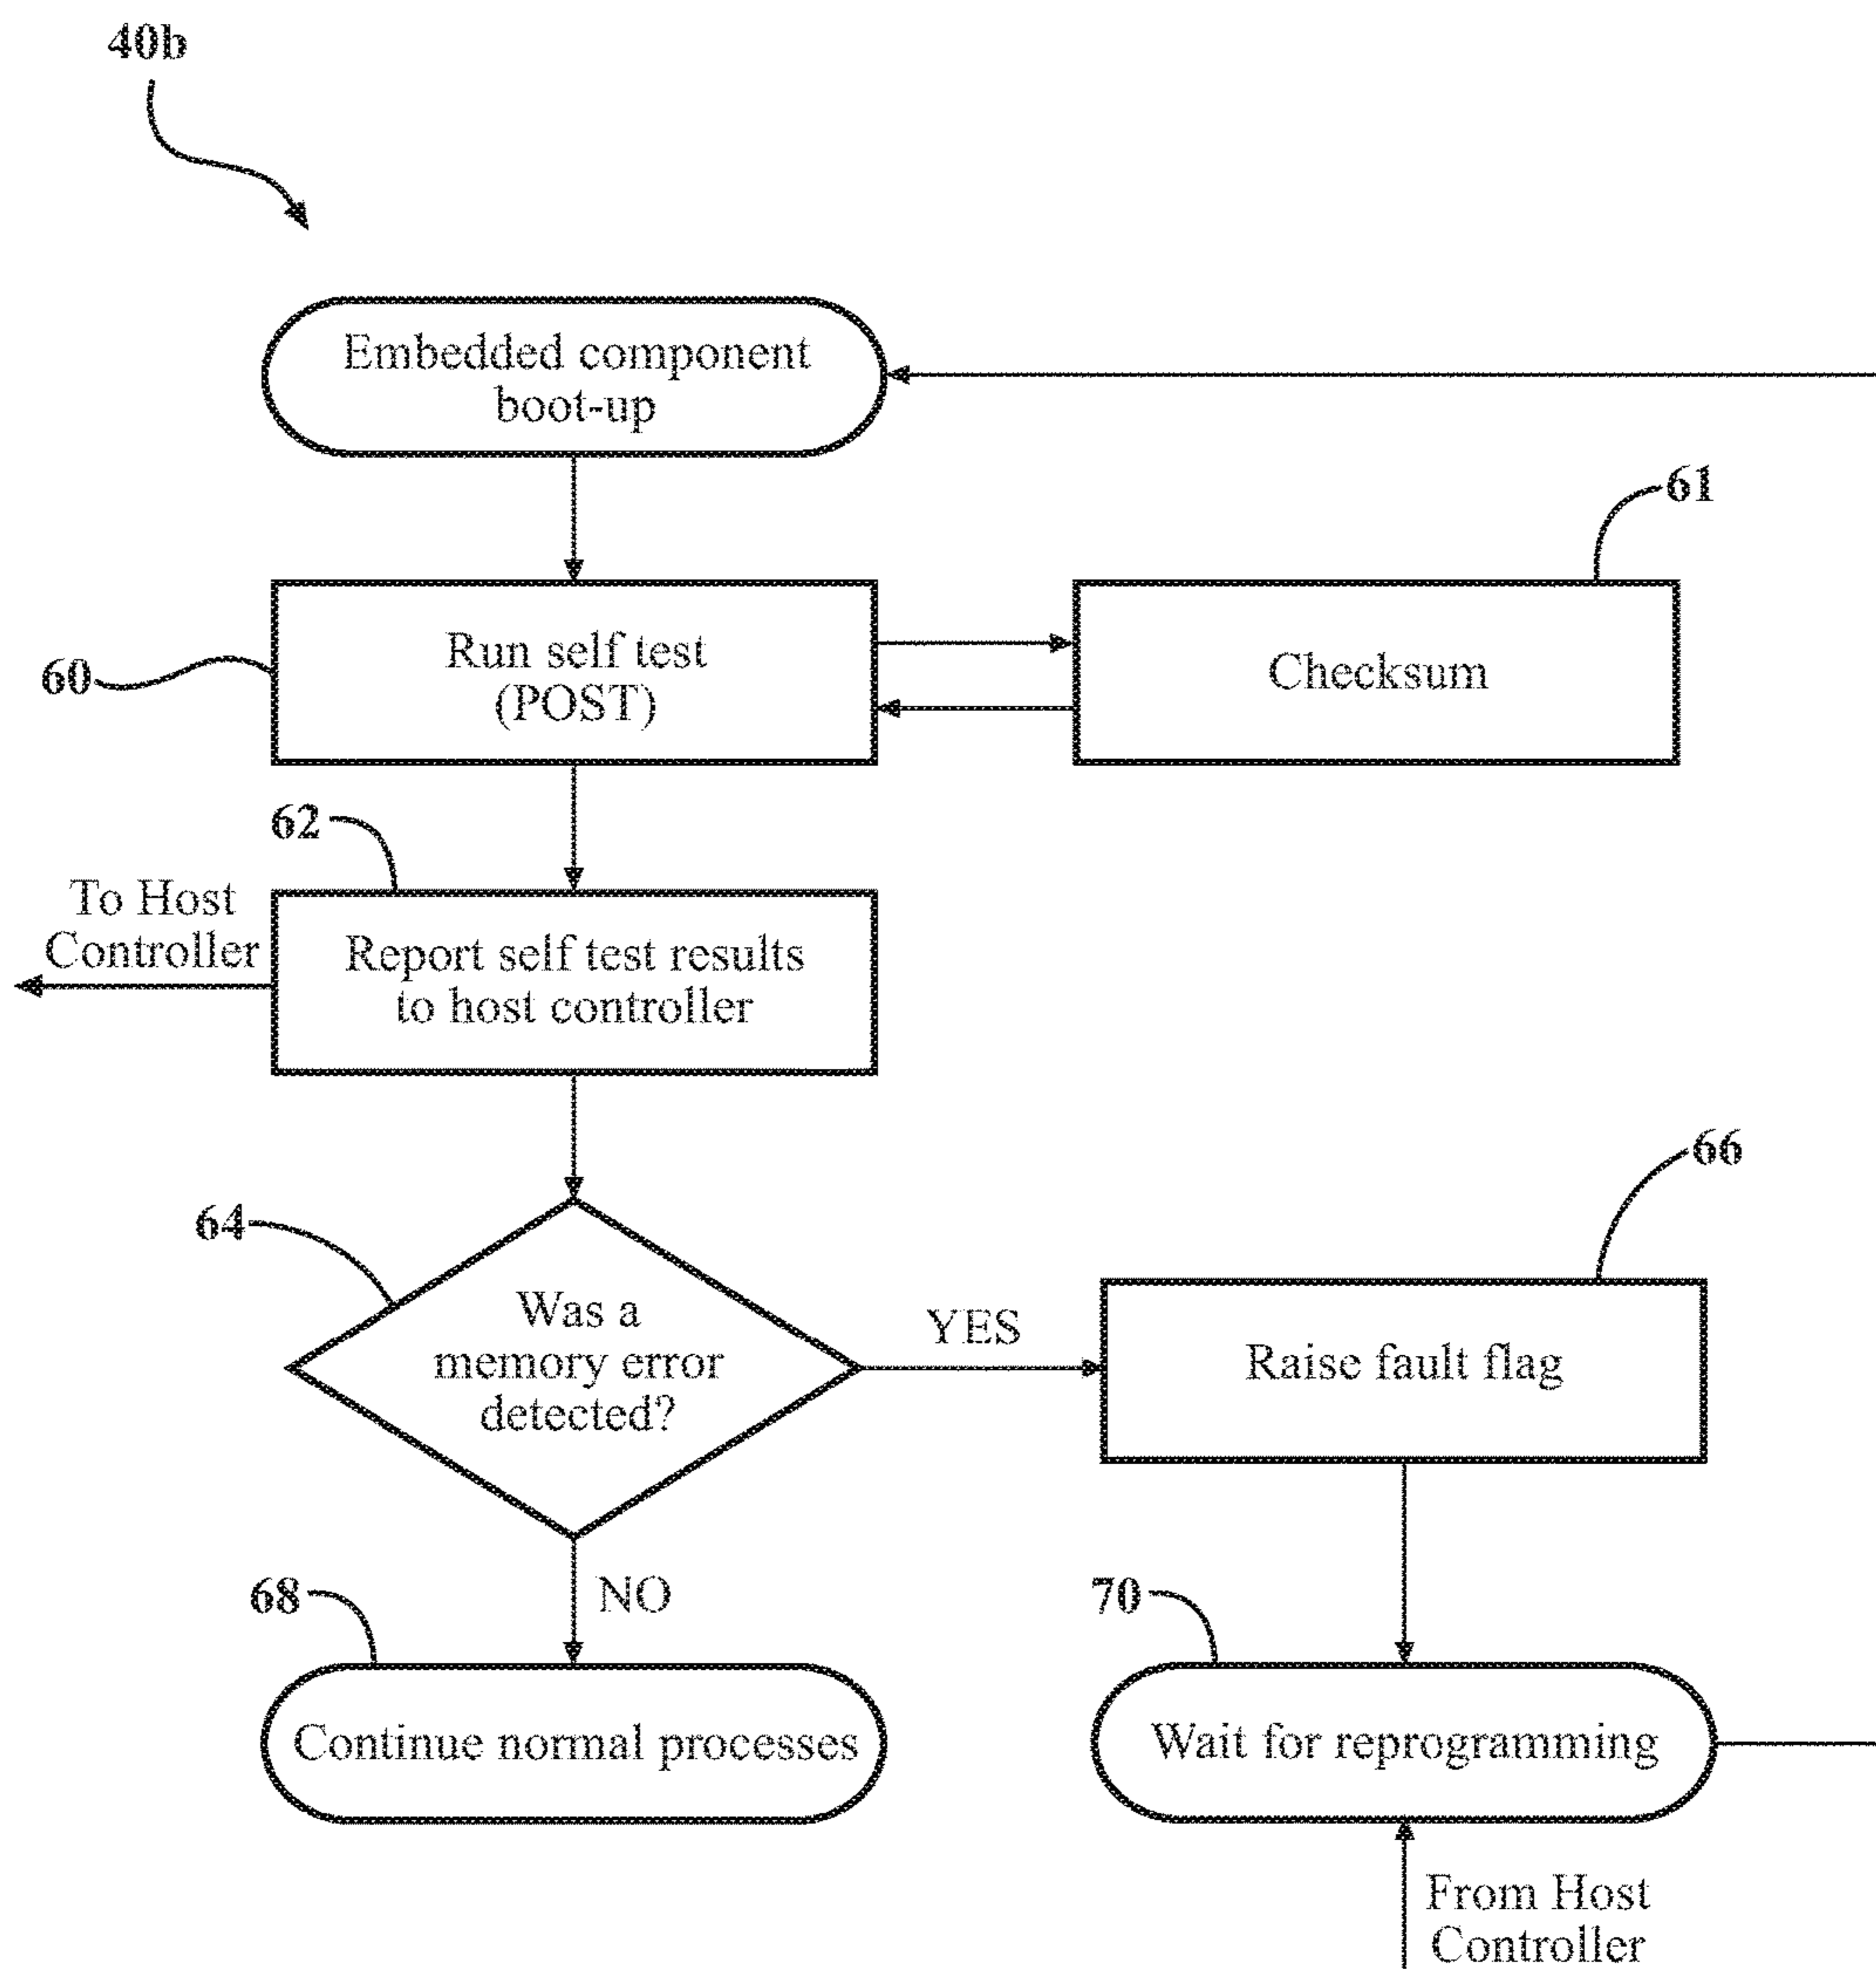 40b
Embedded component
boot-up
61
60
Run self test
(POST)
Checksum
62
To Host
Controller
Report self test results
to host controller
66
64
Was a
memory error
detected?
YES
Raise fault flag
68
NO
70
Continue normal processes
Wait for reprogramming
From Host
Controller